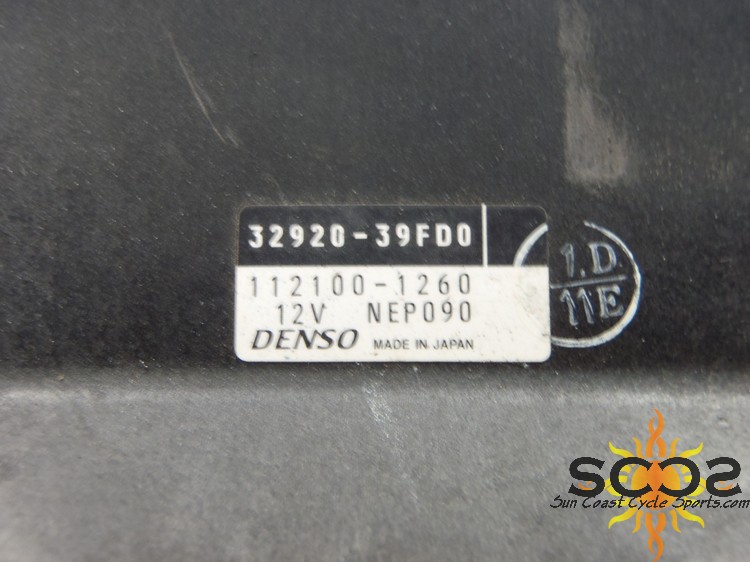 32920-39FD0
112100-1260
12V NEP090
DENSO MADE IN JAPAN
1.D
11E
SCCS
Sun Coast Cycle Sports.com